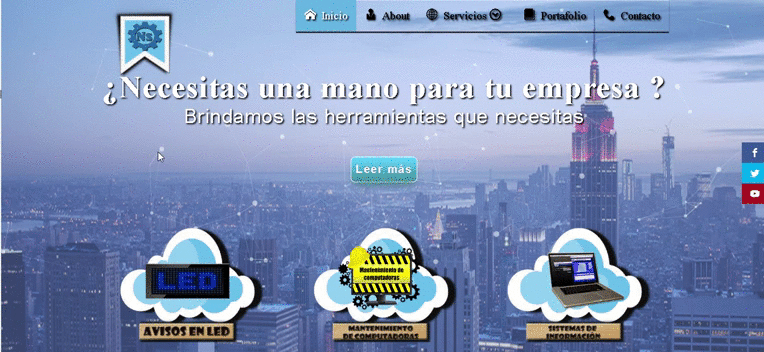 Inicio About Servicios Portafolio Contacto
Ns
¿Necesitas una mano para tu empresa ?
Brindamos las herramientas que necesitas
Leer más
LED
Mantenimiento de
computadoras
AVISOS EN LED
MANTENIMIENTO
DE COMPUTADORAS
SISTEMAS DE
INFORMACIÓN